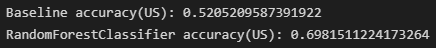 Baseline accuracy(US): 0.5205209587391922
RandomForestClassifier accuracy(US): 0.6981511224173264